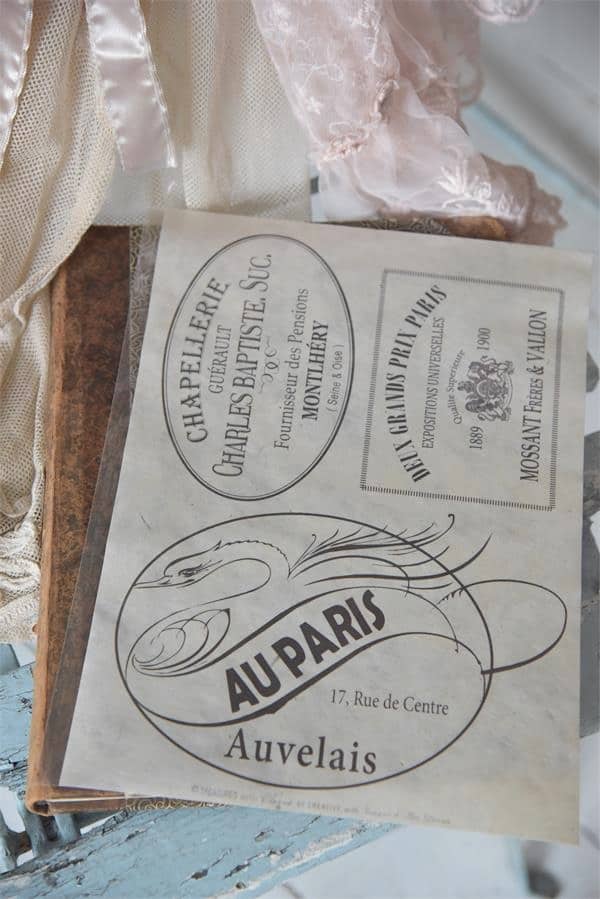 CHAPELLERIE
GUÉRAULT
CHARLES BAPTISTE, SUC.
Fournisseur des Pensions
MONTLHÉRY
( Seine & Oise )
DEUX GRANDS PRIX PARIS
EXPOSITIONS UNIVERSELLES
Qualité Supérieure
1889 1900
MOSSANT FRÈRES & VALLON
AU PARIS
17, Rue de Centre
Auvelais